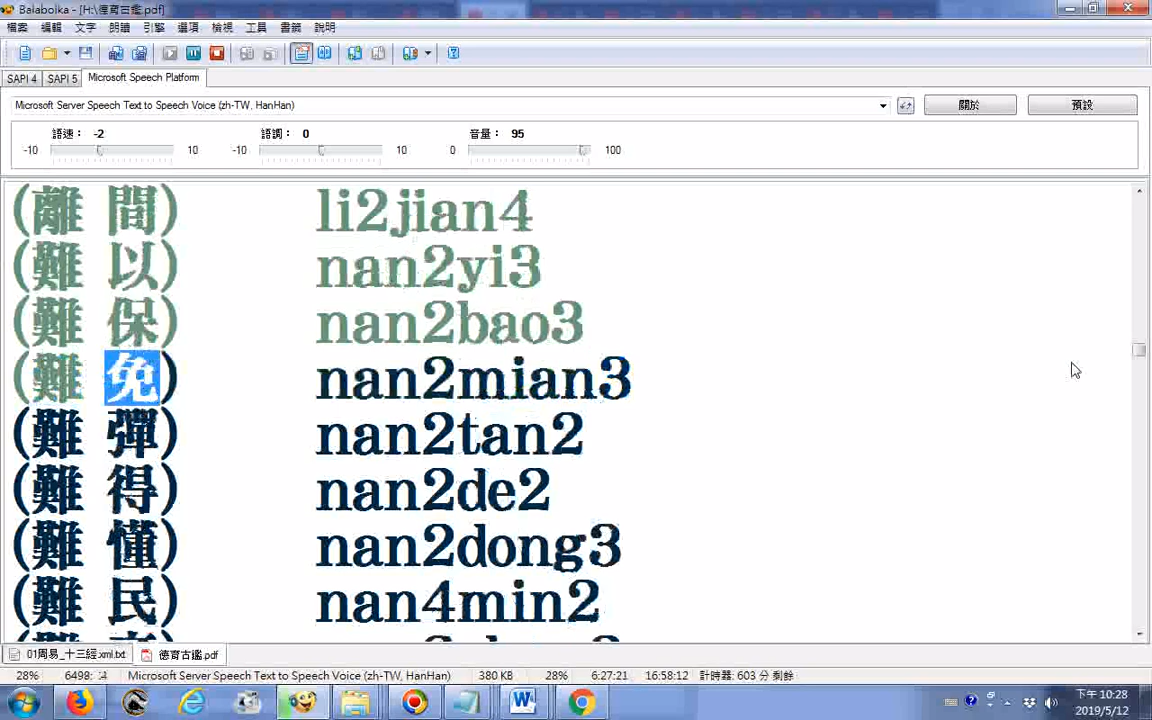 Balabolka - [H:\德育古鑑.pdf]
檔案 編輯 文字 朗讀 引擎 選項 檢視 工具 書籤 說明
SAPI 4 SAPI 5 Microsoft Speech Platform
Microsoft Server Speech Text to Speech Voice (zh-TW, HanHan) 關於 預設
語速： -2 語調： 0 音量： 95
-10 10 -10 10 0 100
(離 間) li2jian4
(難 以) nan2yi3
(難 保) nan2bao3
(難 免) nan2mian3
(難 彈) nan2tan2
(難 得) nan2de2
(難 懂) nan2dong3
(難 民) nan4min2
01周易_十三經.xml.txt 德育古鑑.pdf
28% 6498: Microsoft Server Speech Text to Speech Voice (zh-TW, HanHan) 380 KB 28% 6:27:21 16:58:12 計時器: 603 分 剩餘
下午 10:28
2019/5/12